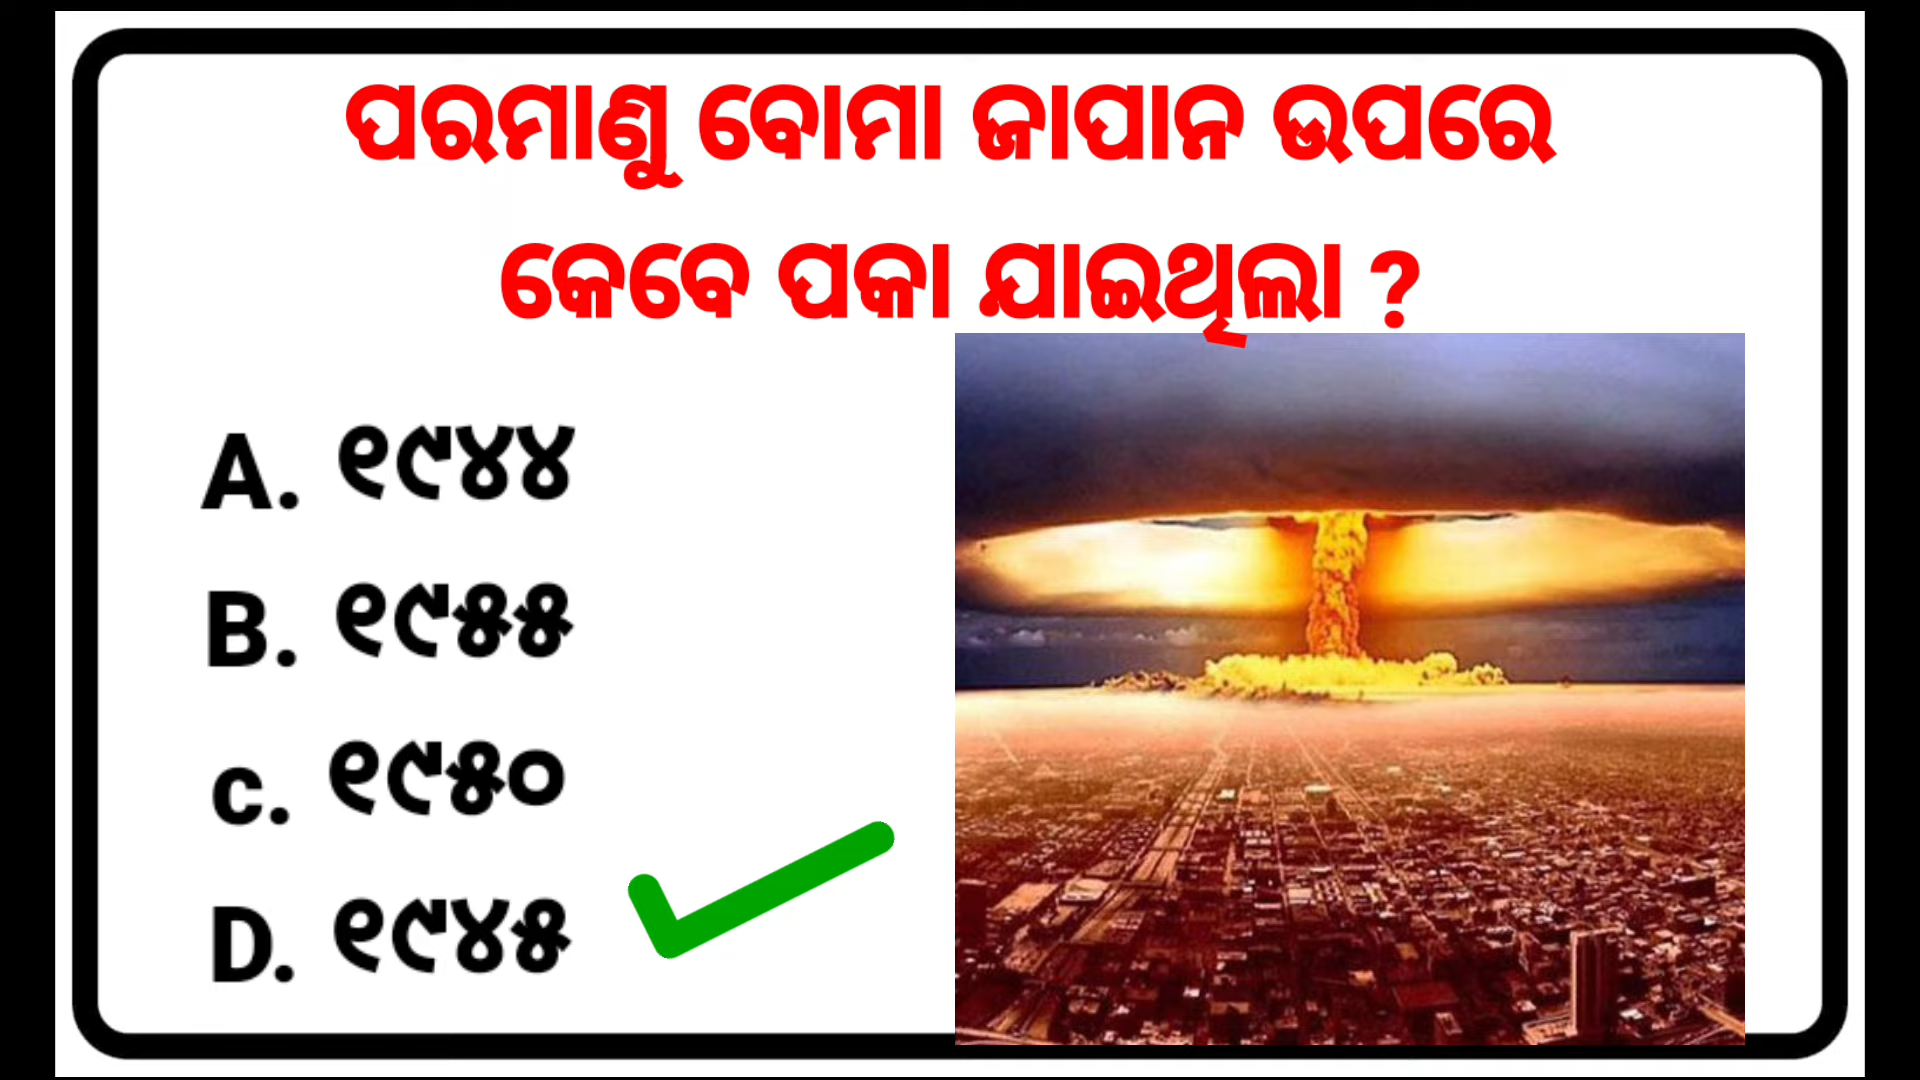 ପରମାଣୁ ବୋମା ଜାପାନ ଉପରେ
କେବେ ପକା ଯାଇଥିଲା ?
A. ୧୯୪୪
B. ୧୯୫୫
c. ୧୯୫୦
D. ୧୯୪୫